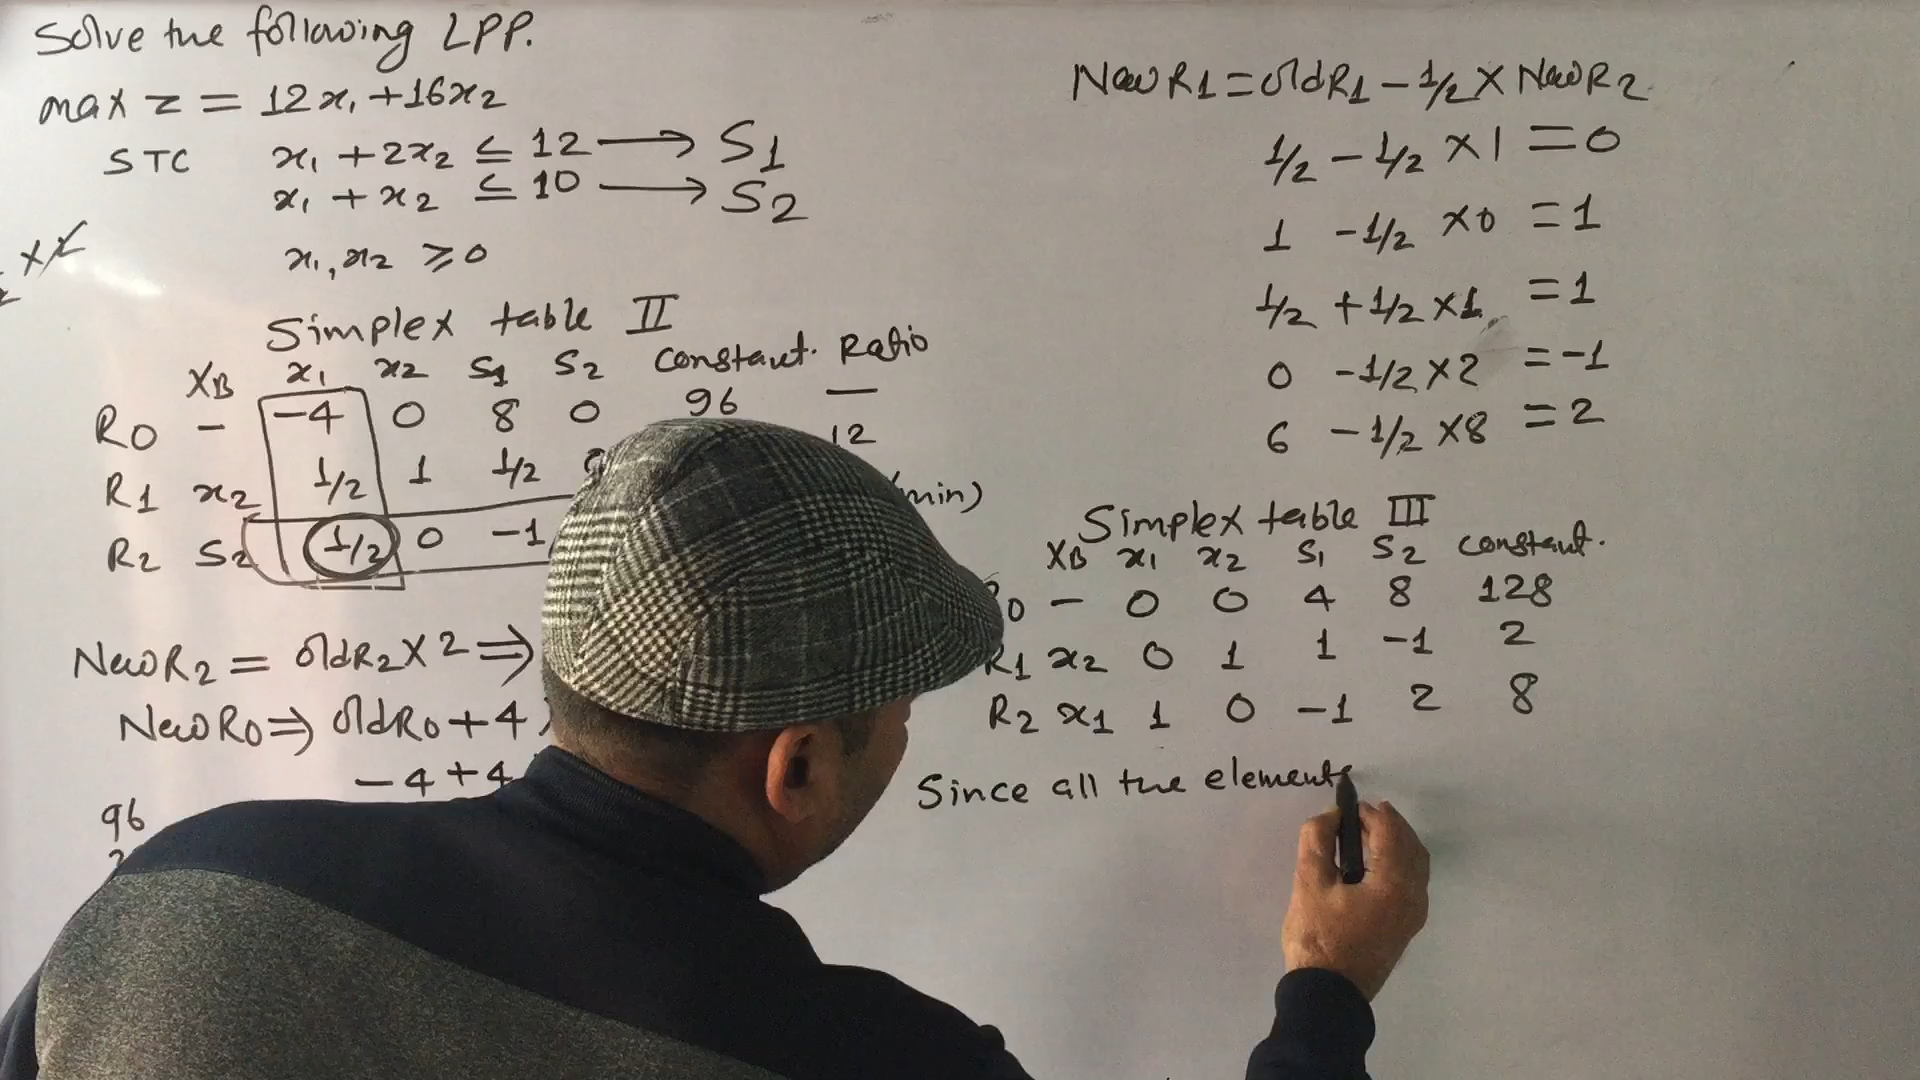 Solve the following LPP.
max z = 12x₁ + 16x₂
STC x₁ + 2x₂ ≤ 12 → S1
x₁ + x₂ ≤ 10 → S2
x₁, x₂ ≥ 0
Simplex table II
XB x₁ x₂ S1 S2 constant. Ratio
R0 – -4 0 8 0 96 —
R1 x₂ 1/2 1 1/2 12
R2 S2 1/2 0 -1 (min)
New R2 = old R2 × 2 ⇒
New R0 ⇒ old R0 + 4
-4 + 4
96
New R1 = old R1 - 1/2 × New R2
1/2 - 1/2 × 1 = 0
1 - 1/2 × 0 = 1
1/2 + 1/2 × 1 = 1
0 - 1/2 × 2 = -1
6 - 1/2 × 8 = 2
Simplex table III
XB x₁ x₂ S₁ S₂ constant.
R0 – 0 0 4 8 128
R1 x₂ 0 1 1 -1 2
R2 x₁ 1 0 -1 2 8
Since all the elements